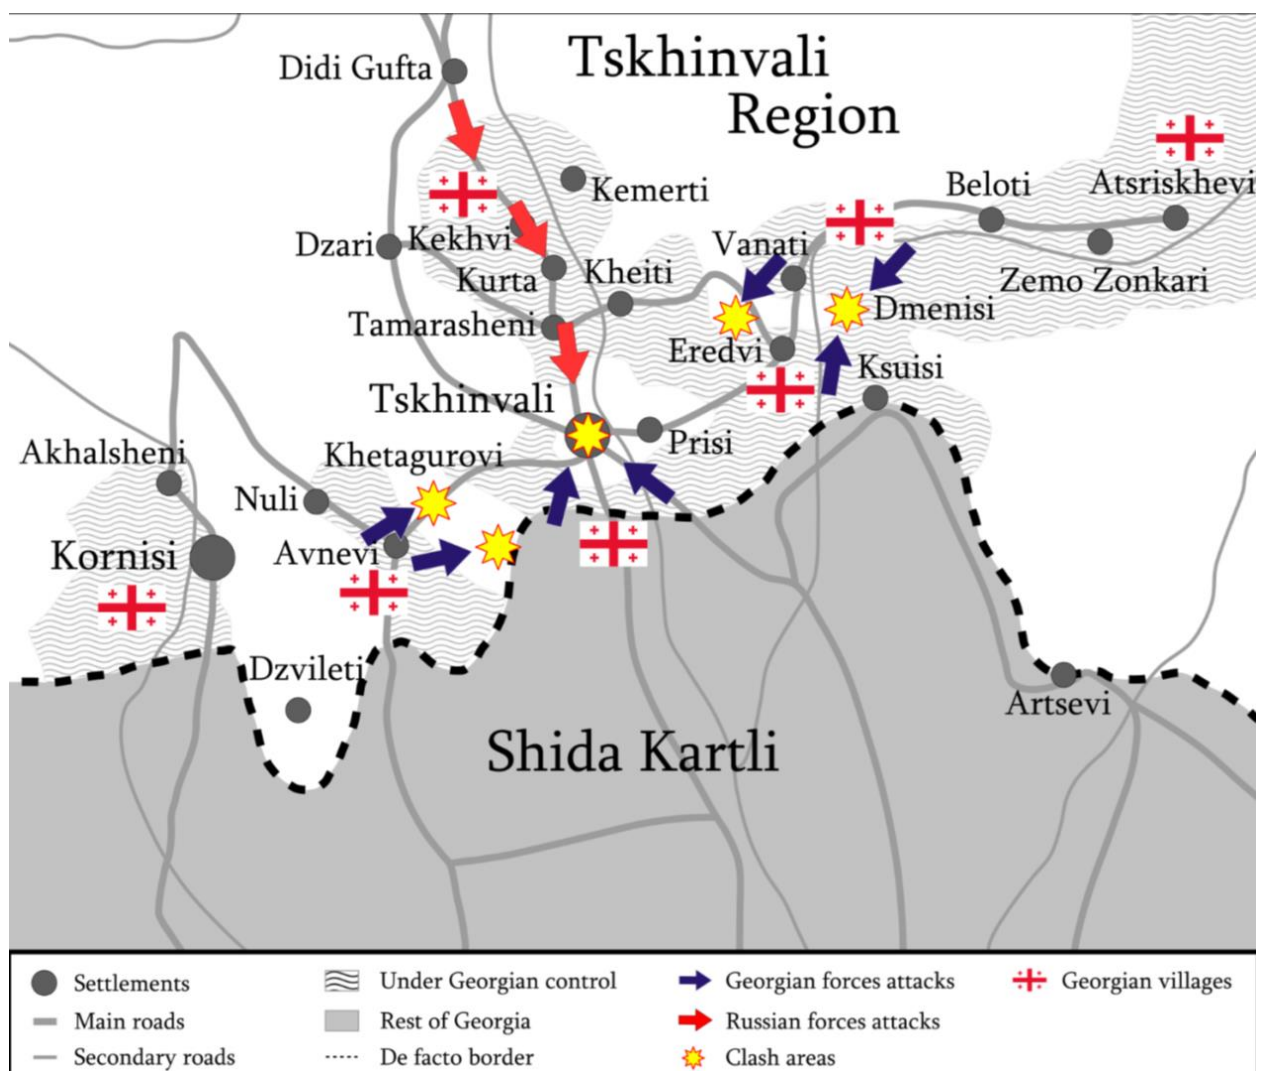 Didi Gufta
Tskhinvali
Region
Kemerti
Beloti
Atsriskhevi
Dzari
Kekhvi
Vanati
Kurta
Kheiti
Zemo Zonkari
Tamarasheni
Dmenisi
Eredvi
Ksuisi
Tskhinvali
Prisi
Akhalsheni
Khetagurovi
Nuli
Kornisi
Avnevi
Dzvileti
Artsevi
Shida Kartli
Settlements
Main roads
Secondary roads
Under Georgian control
Rest of Georgia
De facto border
Georgian forces attacks
Russian forces attacks
Clash areas
Georgian villages